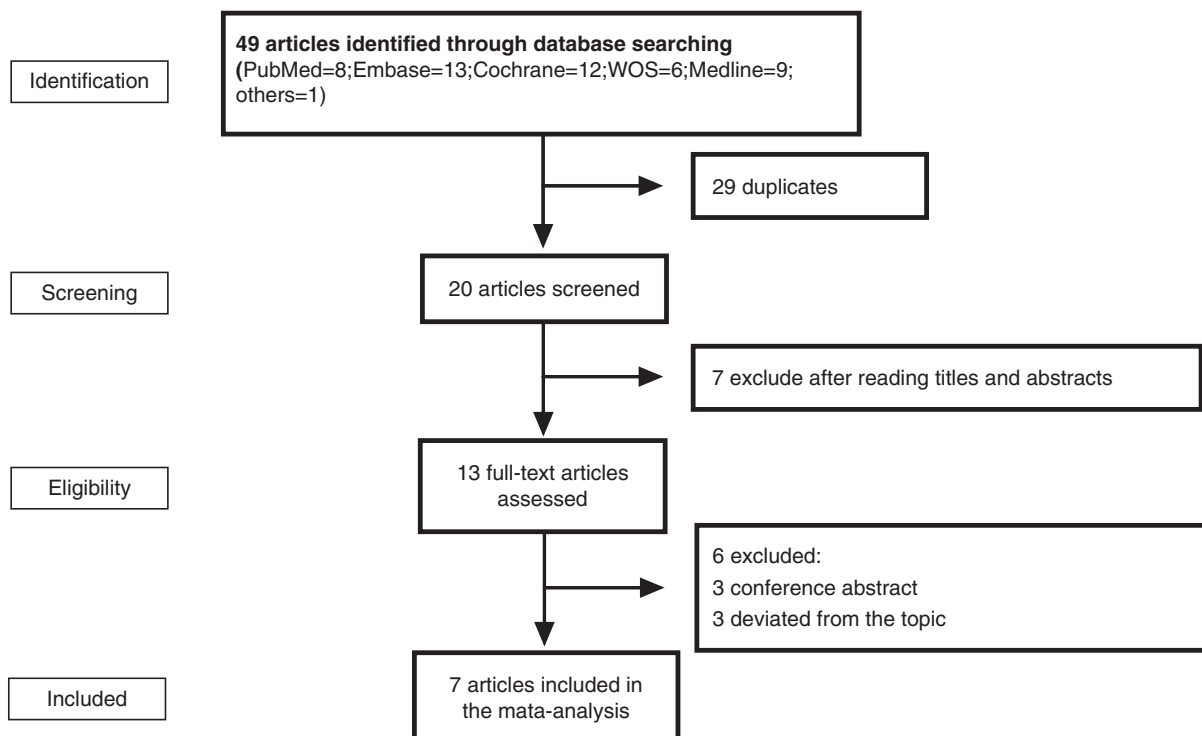 Identification
49 articles identified through database searching
(PubMed=8;Embase=13;Cochrane=12;WOS=6;Medline=9;
others=1)
29 duplicates
Screening
20 articles screened
7 exclude after reading titles and abstracts
Eligibility
13 full-text articles
assessed
6 excluded:
3 conference abstract
3 deviated from the topic
Included
7 articles included in
the mata-analysis